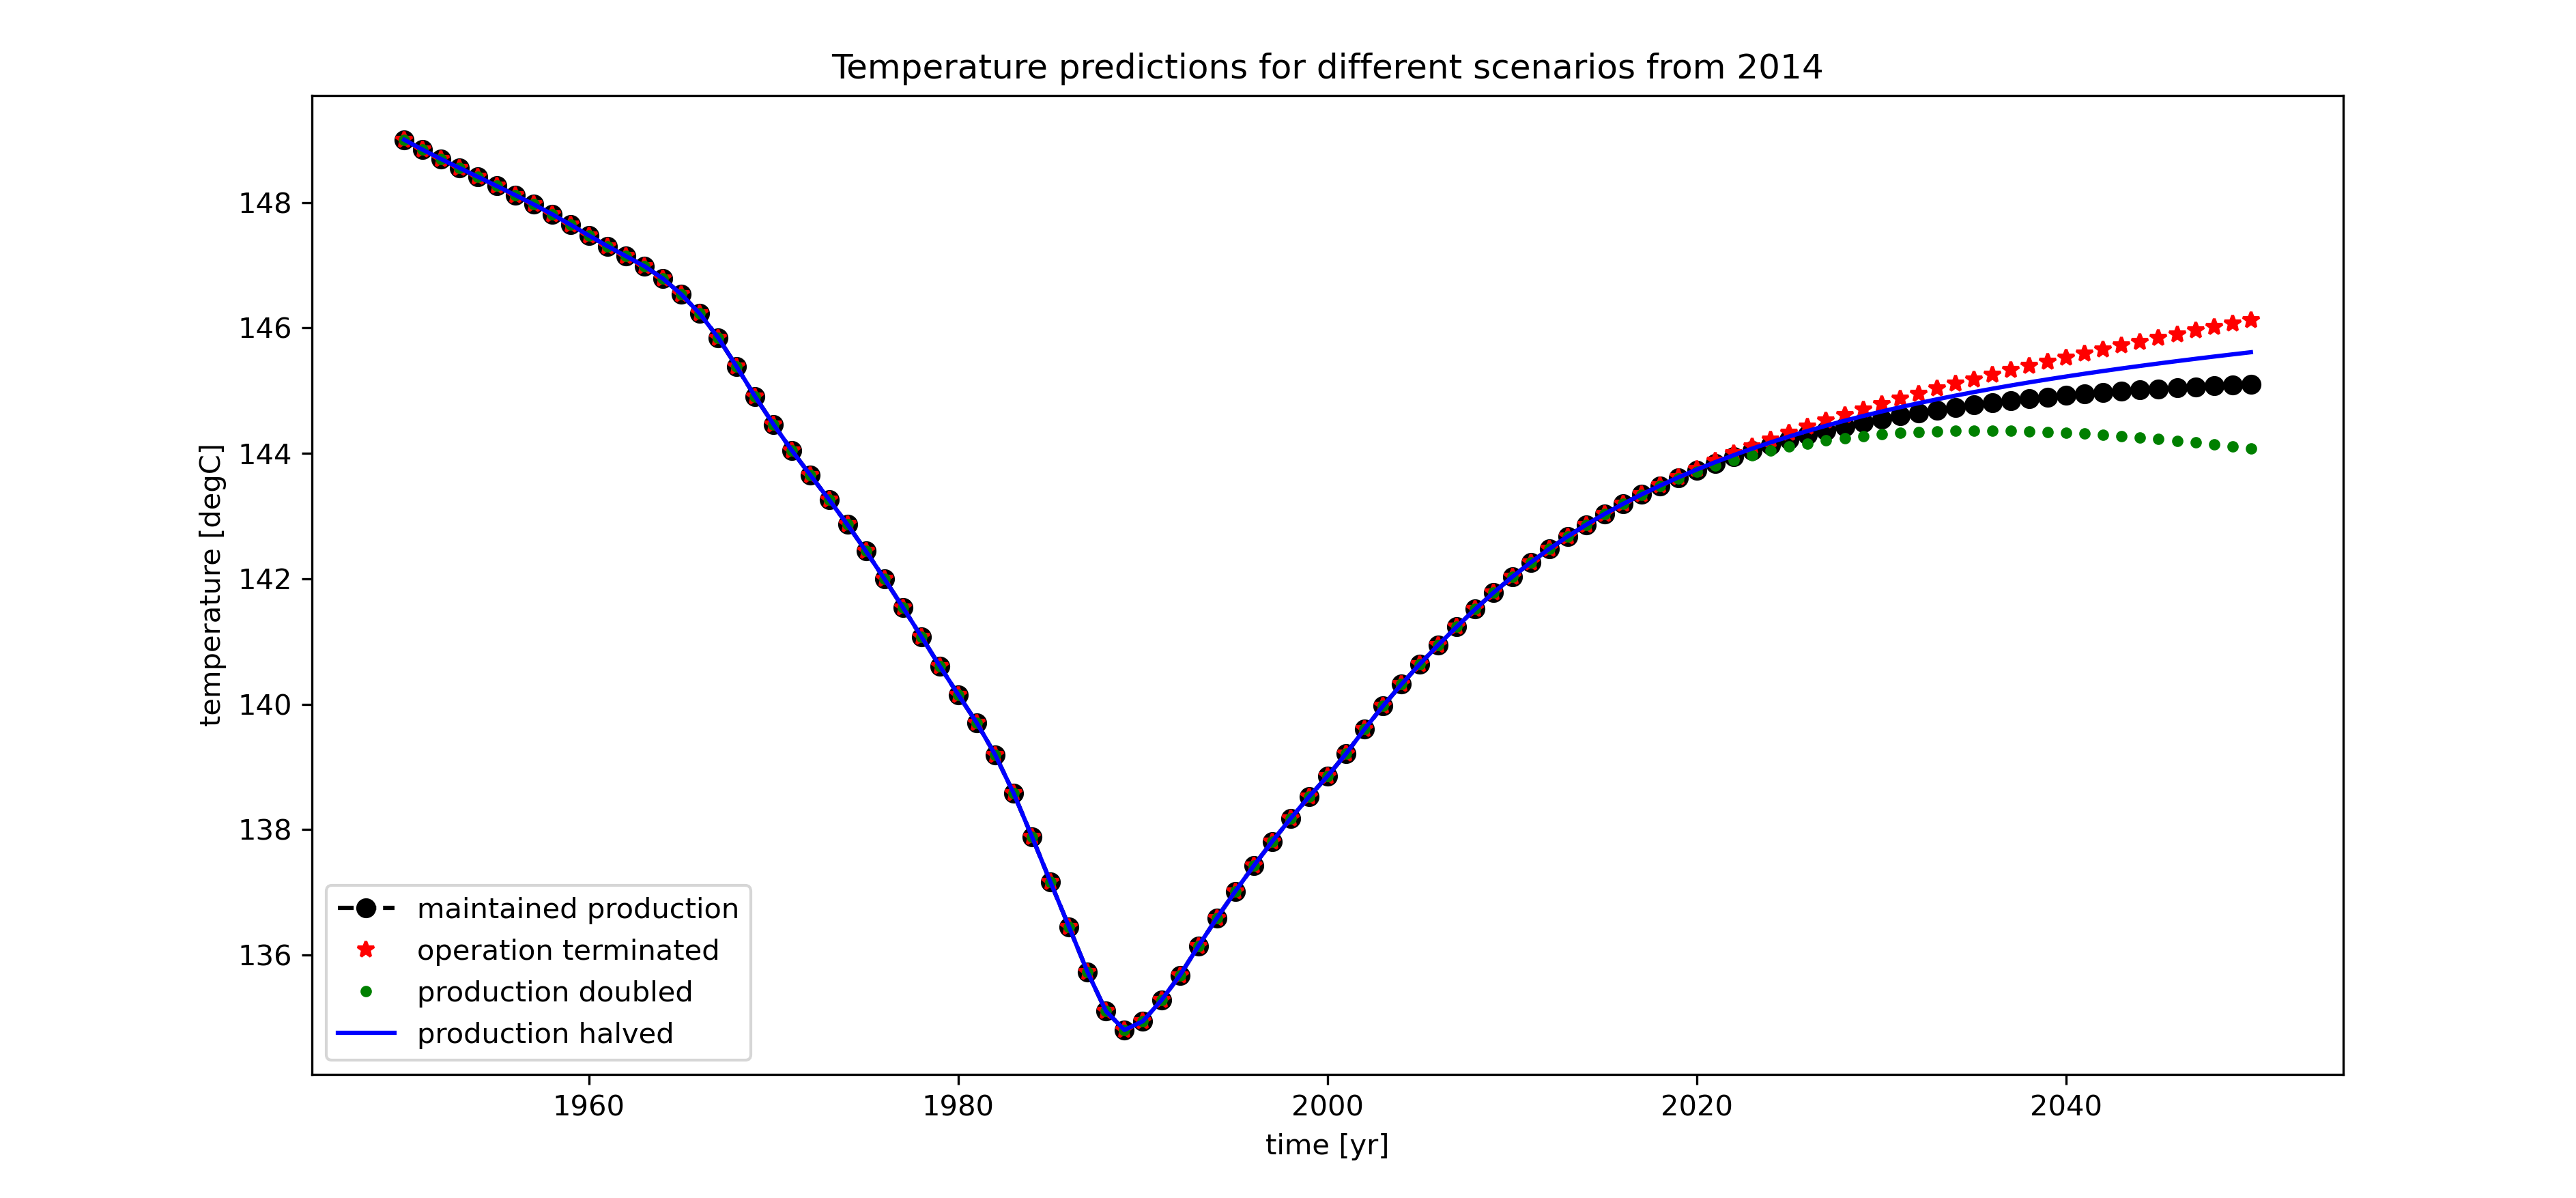 Temperature predictions for different scenarios from 2014
temperature [degC]
148
146
144
142
140
138
136
maintained production
operation terminated
production doubled
production halved
1960
1980
2000
2020
2040
time [yr]